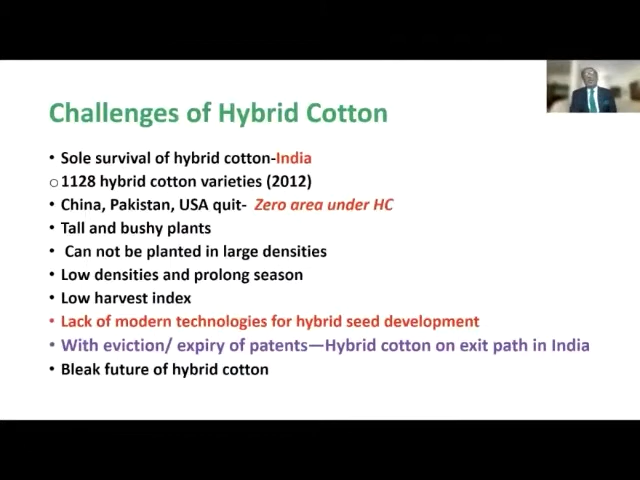 Challenges of Hybrid Cotton
• Sole survival of hybrid cotton-India
o 1128 hybrid cotton varieties (2012)
• China, Pakistan, USA quit- Zero area under HC
• Tall and bushy plants
• Can not be planted in large densities
• Low densities and prolong season
• Low harvest index
• Lack of modern technologies for hybrid seed development
• With eviction/ expiry of patents—Hybrid cotton on exit path in India
• Bleak future of hybrid cotton